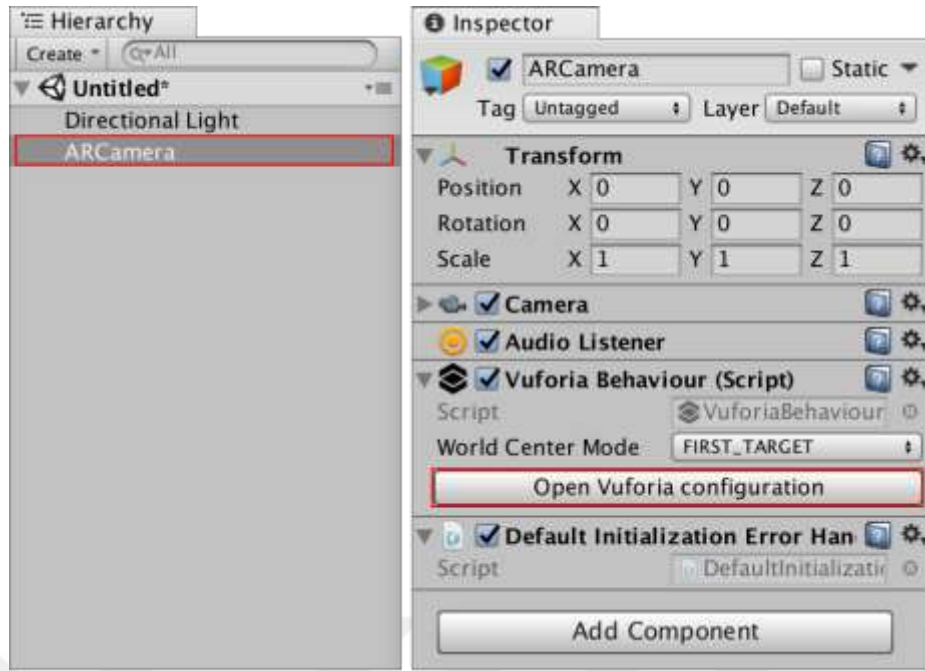 Hierarchy
Create
All
Untitled*
Directional Light
ARCamera
Inspector
ARCamera Static
Tag Untagged Layer Default
Transform
Position X 0 Y 0 Z 0
Rotation X 0 Y 0 Z 0
Scale X 1 Y 1 Z 1
Camera
Audio Listener
Vuforia Behaviour (Script)
Script VuforiaBehaviour
World Center Mode FIRST_TARGET
Open Vuforia configuration
Default Initialization Error Han
Script DefaultInitializatio
Add Component